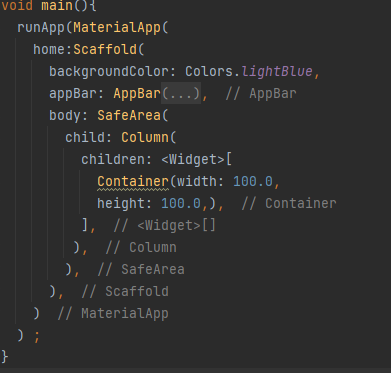 void main(){
  runApp(MaterialApp(
    home:Scaffold(
      backgroundColor: Colors.lightBlue,
      appBar: AppBar(...),  // AppBar
      body: SafeArea(
        child: Column(
          children: <Widget>[
            Container(width: 100.0,
            height: 100.0,),  // Container
          ],  // <Widget>[]
         ),  // Column
        ),  // SafeArea
      ),  // Scaffold
    )  // MaterialApp
  ) ;
}